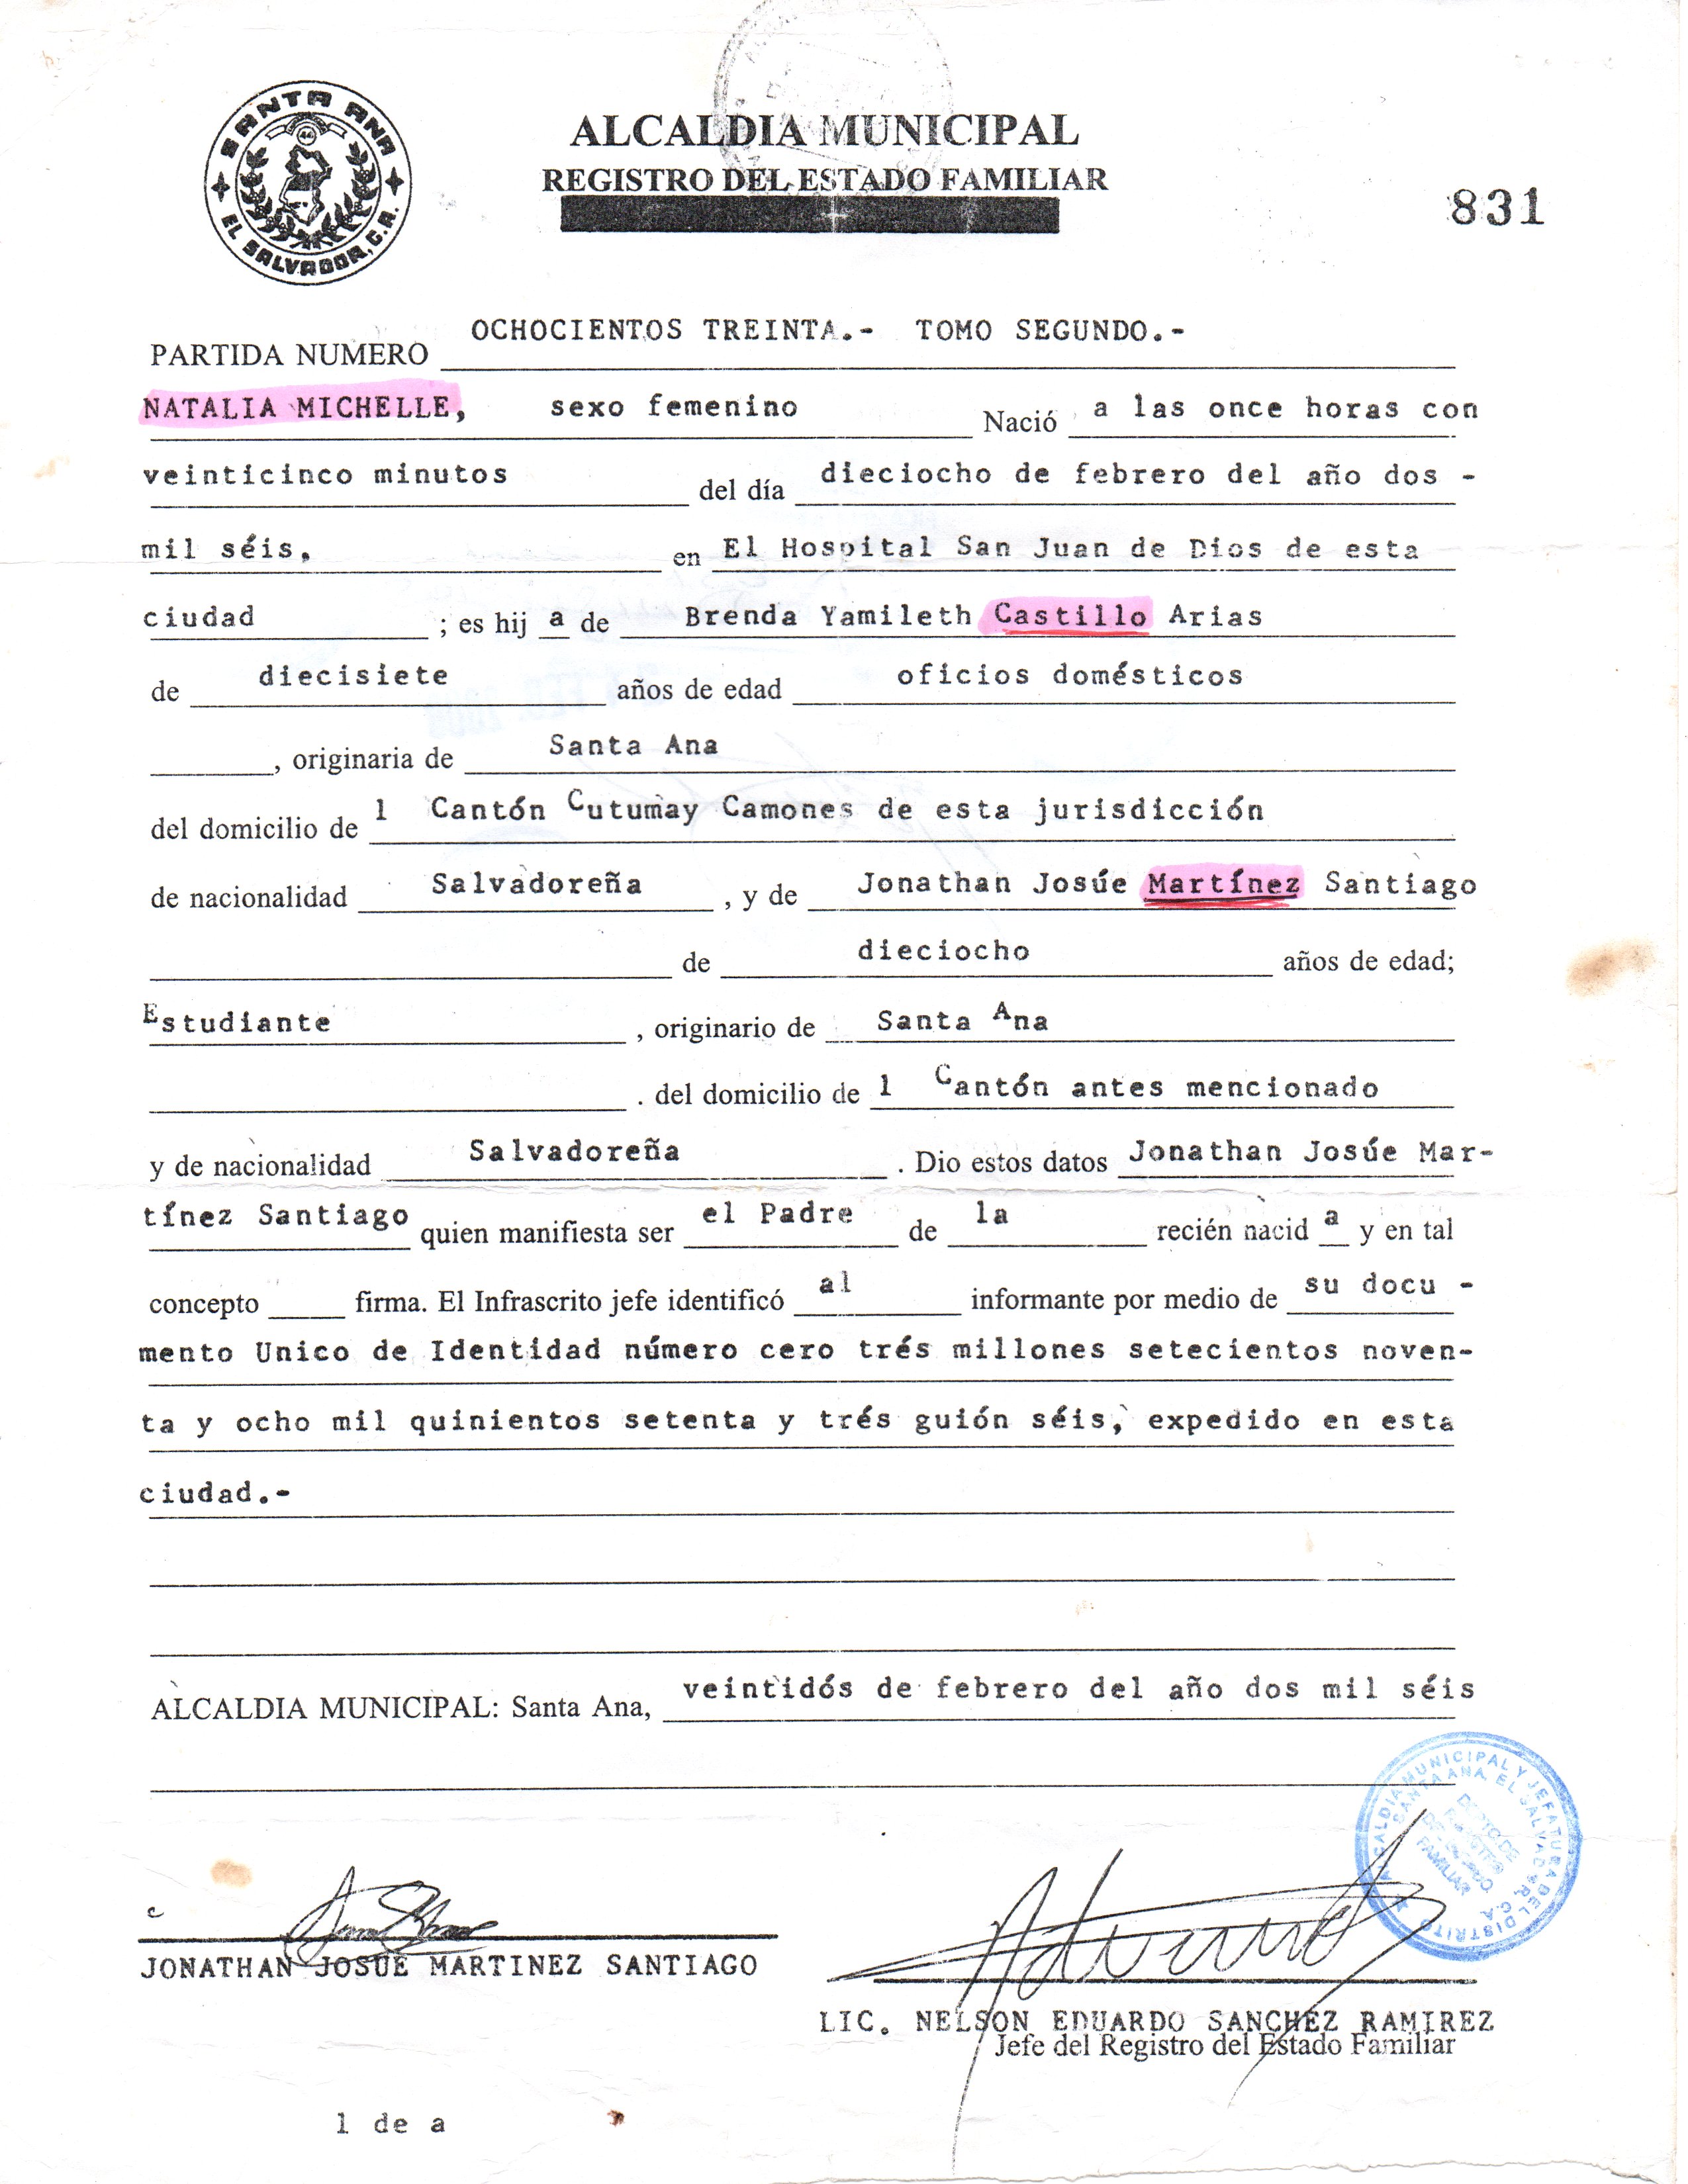 SANTA ANA
EL SALVADOR, C.A.
ALCALDIA MUNICIPAL
REGISTRO DEL ESTADO FAMILIAR
831
PARTIDA NUMERO OCHOCIENTOS TREINTA.- TOMO SEGUNDO.-
NATALIA MICHELLE, sexo femenino Nació a las once horas con
veinticinco minutos del día dieciocho de febrero del año dos -
mil séis, en El Hospital San Juan de Dios de esta
ciudad ; es hij a de Brenda Yamileth Castillo Arias
de diecisiete años de edad oficios domésticos
, originaria de Santa Ana
del domicilio de l Cantón Cutumay Camones de esta jurisdicción
de nacionalidad Salvadoreña , y de Jonathan Josúe Martínez Santiago
de dieciocho años de edad;
Estudiante , originario de Santa Ana
. del domicilio de l Cantón antes mencionado
y de nacionalidad Salvadoreña . Dio estos datos Jonathan Josúe Mar-
tínez Santiago quien manifiesta ser el Padre de la recién nacid a y en tal
concepto firma. El Infrascrito jefe identificó al informante por medio de su docu -
mento Unico de Identidad número cero trés millones setecientos noven-
ta y ocho mil quinientos setenta y trés guión séis, expedido en esta
ciudad.-
ALCALDIA MUNICIPAL: Santa Ana, veintidós de febrero del año dos mil séis
ALCALDIA MUNICIPAL Y JEFATURA DEL DISTRITO
SANTA ANA, EL SALVADOR, C.A.
DEPTO DE
FAMILIAR
JONATHAN JOSUE MARTINEZ SANTIAGO
LIC. NELSON EDUARDO SANCHEZ RAMIREZ
Jefe del Registro del Estado Familiar
l de a